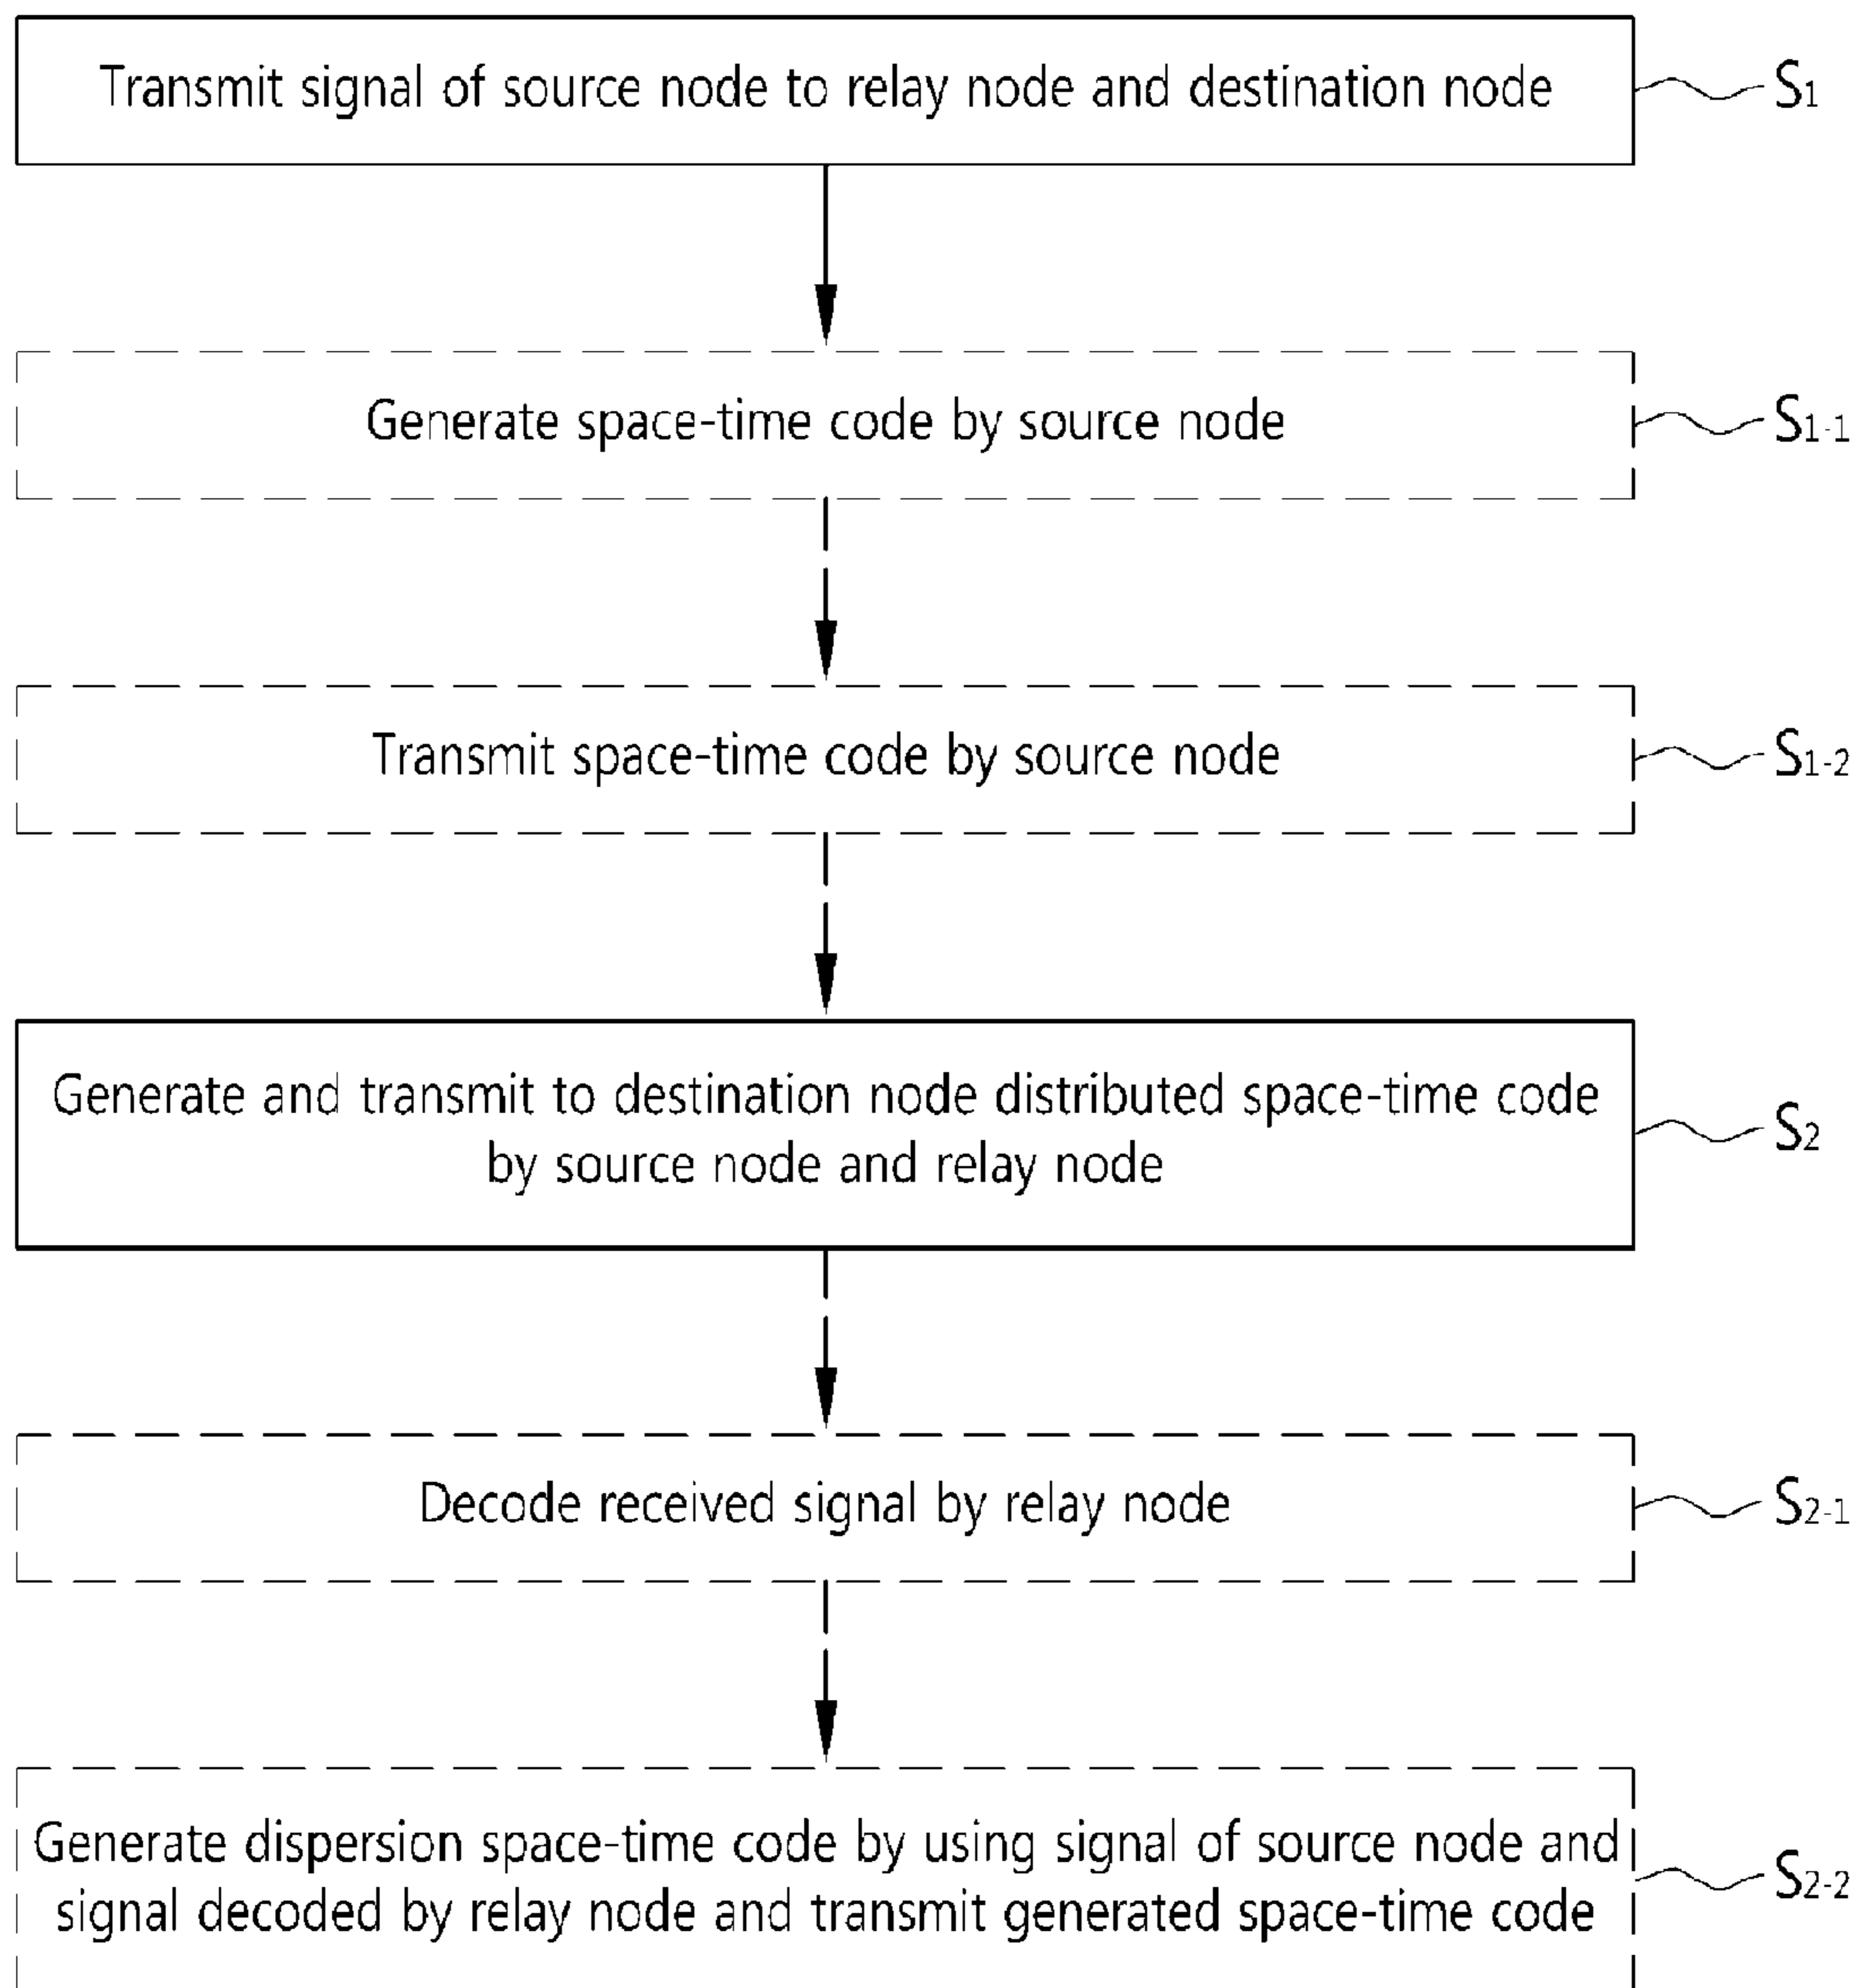 Transmit signal of source node to relay node and destination node
S1
Generate space-time code by source node
S1-1
Transmit space-time code by source node
S1-2
Generate and transmit to destination node distributed space-time code
by source node and relay node
S2
Decode received signal by relay node
S2-1
Generate dispersion space-time code by using signal of source node and
signal decoded by relay node and transmit generated space-time code
S2-2